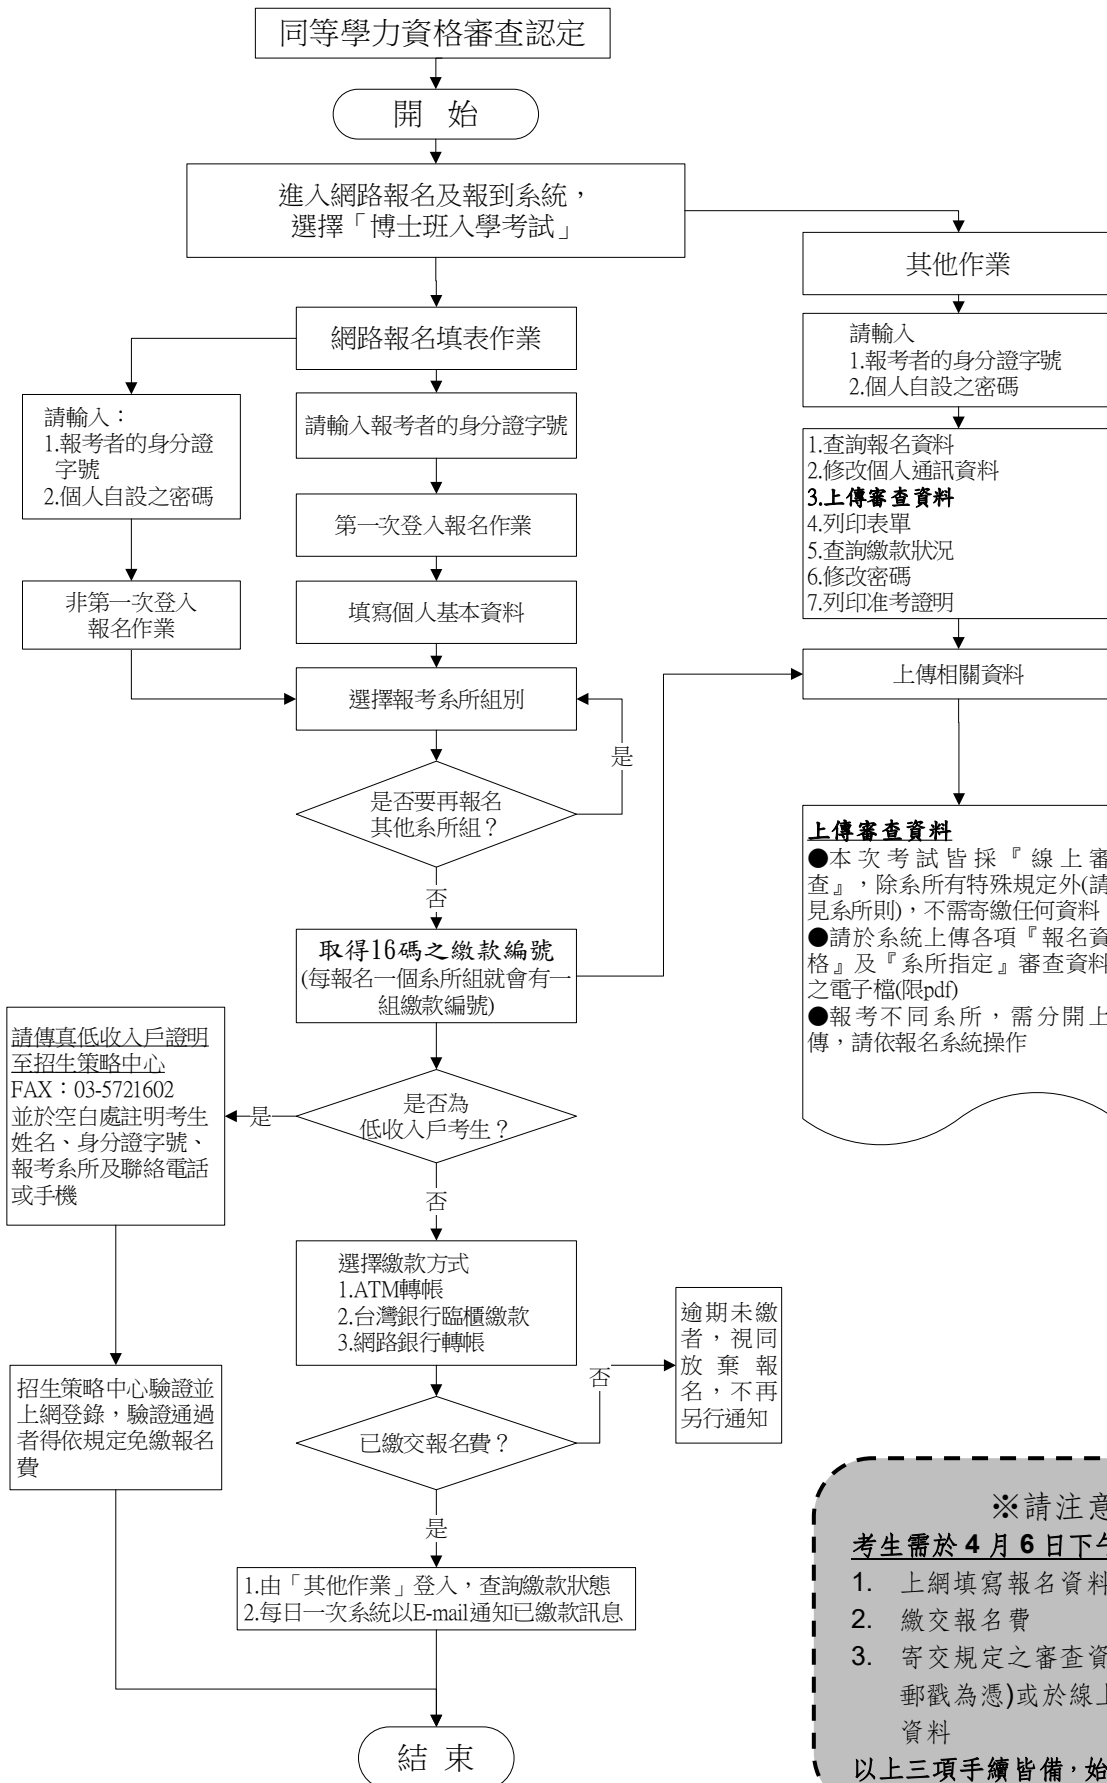 同等學力資格審查認定
開 始
進入網路報名及報到系統，
選擇「博士班入學考試」
其他作業
網路報名填表作業
請輸入
1.報考者的身分證字號
2.個人自設之密碼
請輸入：
1.報考者的身分證
字號
2.個人自設之密碼
請輸入報考者的身分證字號
1.查詢報名資料
2.修改個人通訊資料
3.上傳審查資料
4.列印表單
5.查詢繳款狀況
6.修改密碼
7.列印准考證明
第一次登入報名作業
非第一次登入
報名作業
填寫個人基本資料
選擇報考系所組別
上傳相關資料
是
是否要再報名
其他系所組？
否
上傳審查資料
●本次考試皆採『線上審
查』，除系所有特殊規定外(請
見系所則)，不需寄繳任何資料
●請於系統上傳各項『報名資
格』及『系所指定』審查資料
之電子檔(限pdf)
●報考不同系所，需分開上
傳，請依報名系統操作
取得16碼之繳款編號
(每報名一個系所組就會有一
組繳款編號)
請傳真低收入戶證明
至招生策略中心
FAX：03-5721602
並於空白處註明考生
姓名、身分證字號、
報考系所及聯絡電話
或手機
是
是否為
低收入戶考生？
否
選擇繳款方式
1.ATM轉帳
2.台灣銀行臨櫃繳款
3.網路銀行轉帳
逾期未繳
者，視同
放棄報
名，不再
另行通知
否
招生策略中心驗證並
上網登錄，驗證通過
者得依規定免繳報名
費
已繳交報名費？
是
1.由「其他作業」登入，查詢繳款狀態
2.每日一次系統以E-mail通知已繳款訊息
結 束
※請注意
考生需於 4 月 6 日下午
1. 上網填寫報名資料
2. 繳交報名費
3. 寄交規定之審查資
郵戳為憑)或於線上
資料
以上三項手續皆備，始